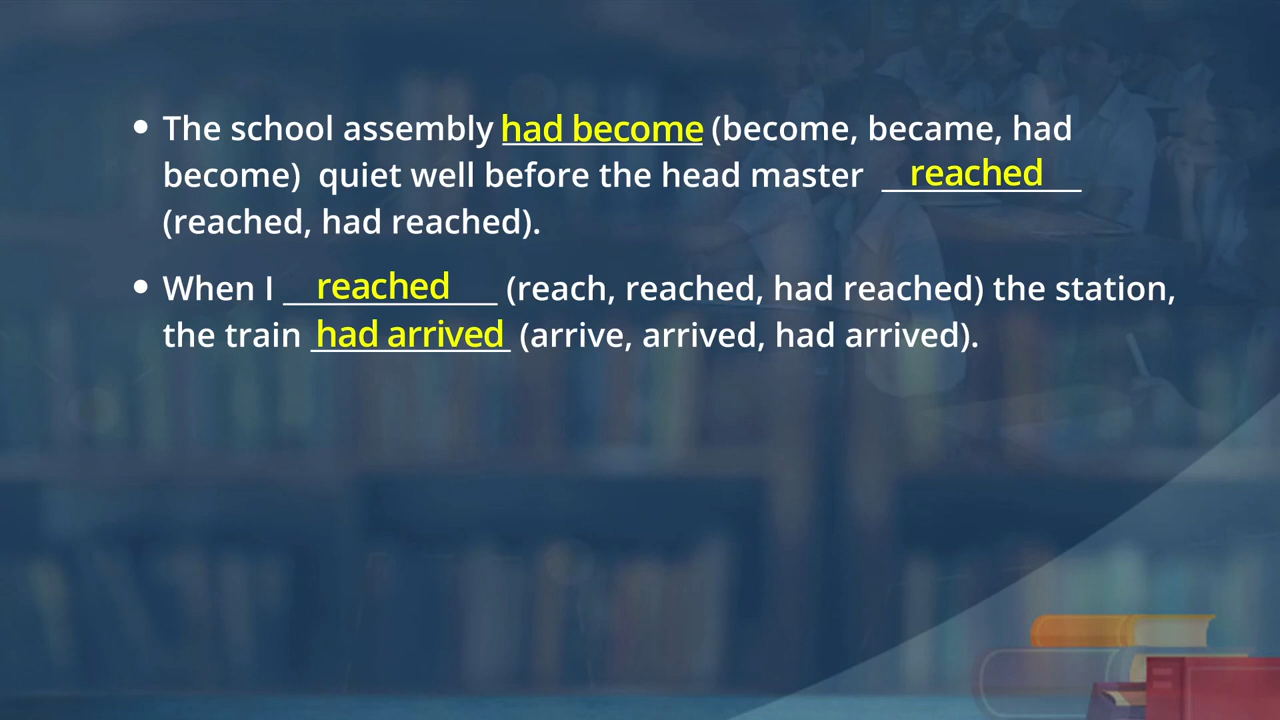 • The school assembly had become (become, became, had
become) quiet well before the head master reached
(reached, had reached).
• When I reached (reach, reached, had reached) the station,
the train had arrived (arrive, arrived, had arrived).